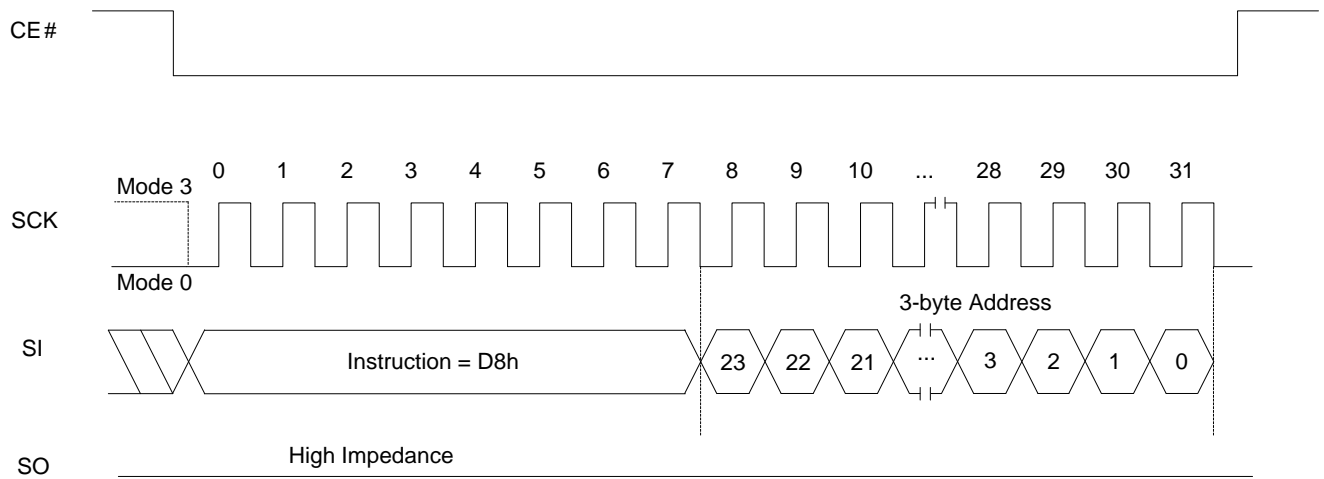 CE#
0 1 2 3 4 5 6 7 8 9 10 ... 28 29 30 31
Mode 3
SCK
Mode 0
3-byte Address
SI
Instruction = D8h
23 22 21 ... 3 2 1 0
High Impedance
SO